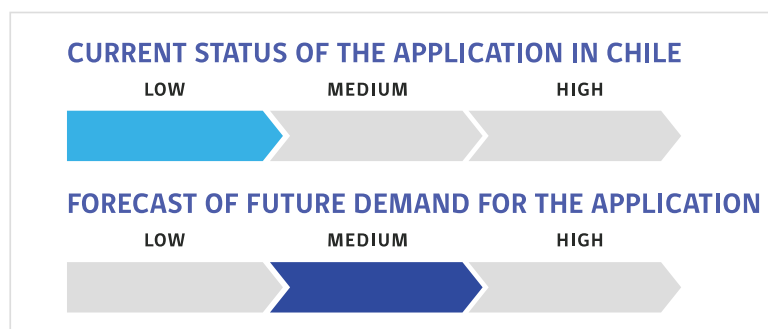 CURRENT STATUS OF THE APPLICATION IN CHILE
LOW MEDIUM HIGH
FORECAST OF FUTURE DEMAND FOR THE APPLICATION
LOW MEDIUM HIGH